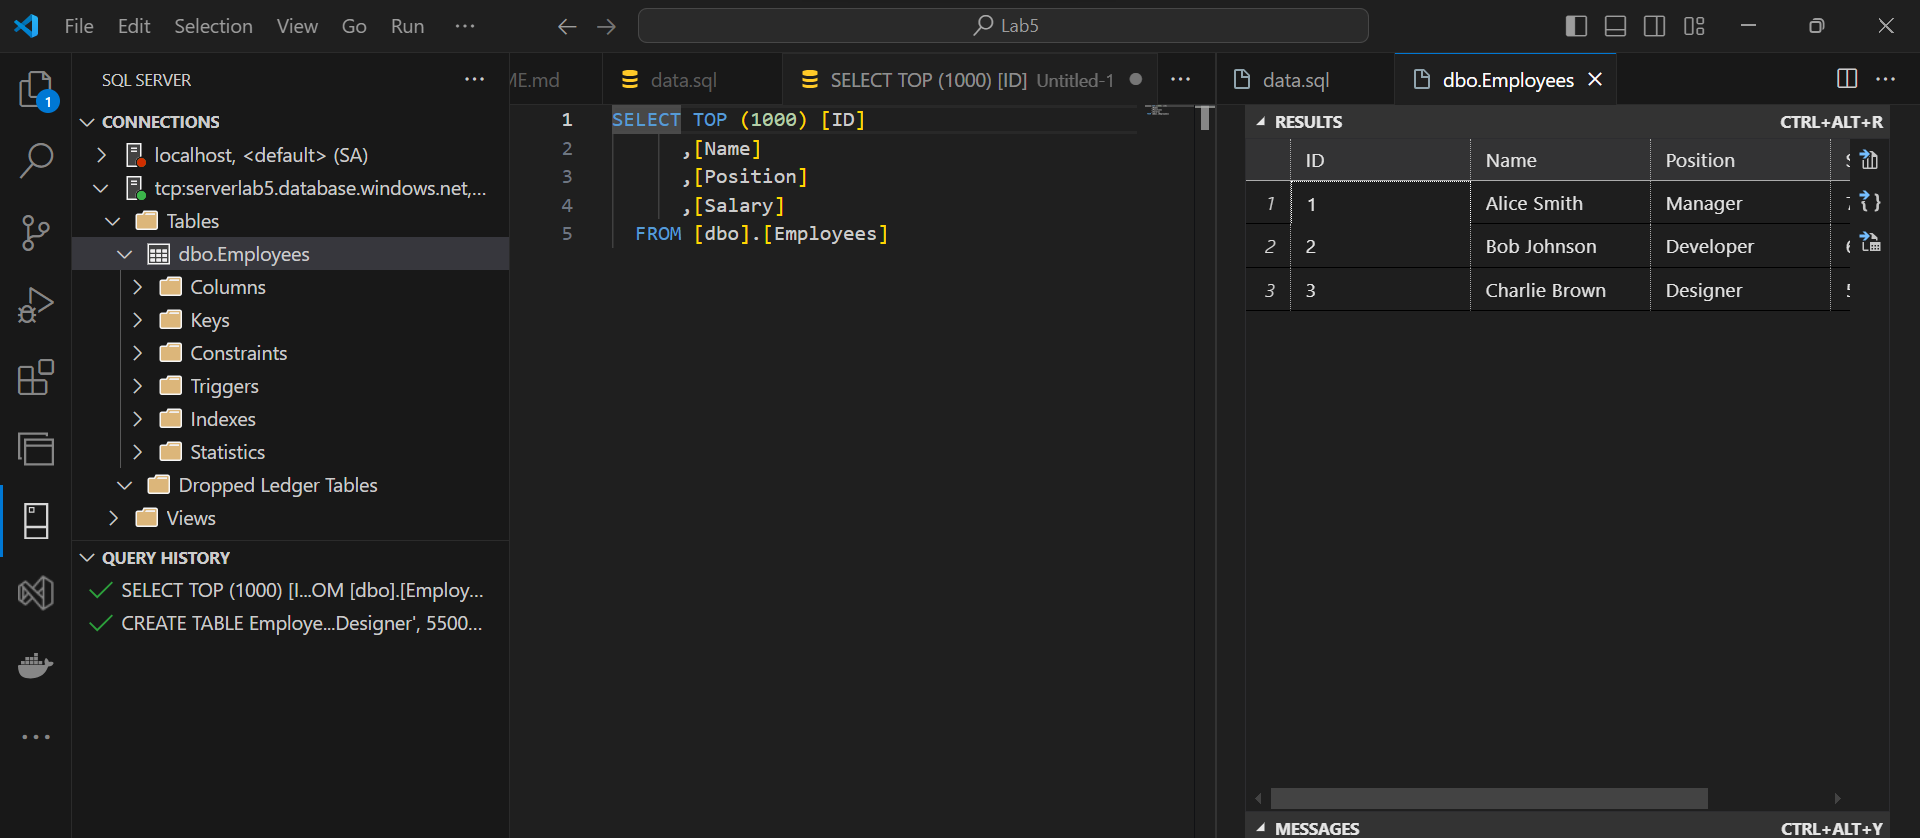 File Edit Selection View Go Run ··· Lab5
SQL SERVER ···
CONNECTIONS
localhost, <default> (SA)
tcp:serverlab5.database.windows.net,...
Tables
dbo.Employees
Columns
Keys
Constraints
Triggers
Indexes
Statistics
Dropped Ledger Tables
Views
QUERY HISTORY
SELECT TOP (1000) [I...OM [dbo].[Employ...
CREATE TABLE Employe...Designer', 5500...
1
ME.md data.sql SELECT TOP (1000) [ID] Untitled-1 ···
1 SELECT TOP (1000) [ID]
2 ,[Name]
3 ,[Position]
4 ,[Salary]
5 FROM [dbo].[Employees]
data.sql dbo.Employees ···
RESULTS CTRL+ALT+R
ID Name Position
1 1 Alice Smith Manager
2 2 Bob Johnson Developer
3 3 Charlie Brown Designer
MESSAGES CTRL+ALT+Y